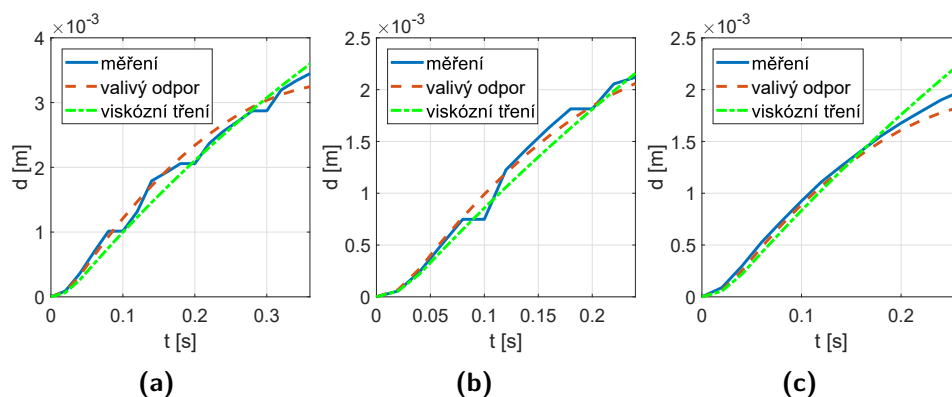 ×10⁻³
4
3
2
1
0
d [m]
měření
valivý odpor
viskózní tření
0 0.1 0.2 0.3
t [s]
(a)
×10⁻³
2.5
2
1.5
1
0.5
0
d [m]
měření
valivý odpor
viskózní tření
0 0.05 0.1 0.15 0.2
t [s]
(b)
×10⁻³
2.5
2
1.5
1
0.5
0
d [m]
měření
valivý odpor
viskózní tření
0 0.1 0.2
t [s]
(c)